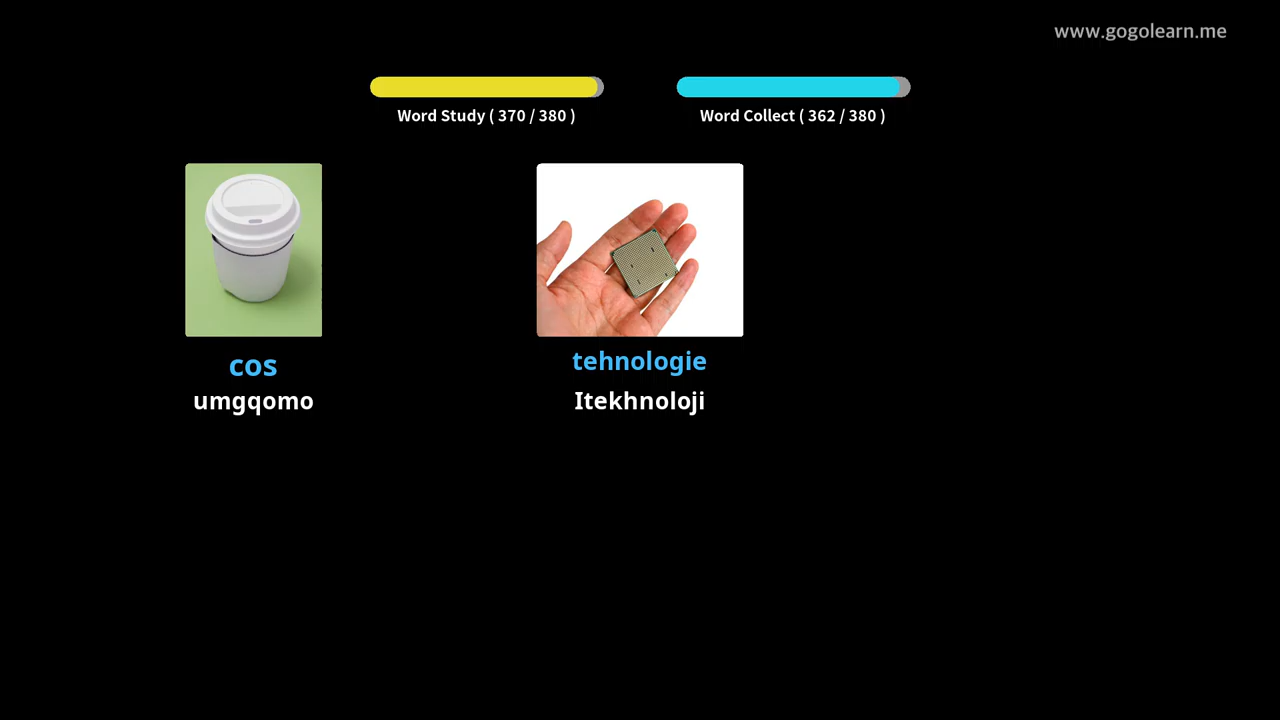 www.gogolearn.me
Word Study ( 370 / 380 )
Word Collect ( 362 / 380 )
cos
umgqomo
tehnologie
Itekhnoloji